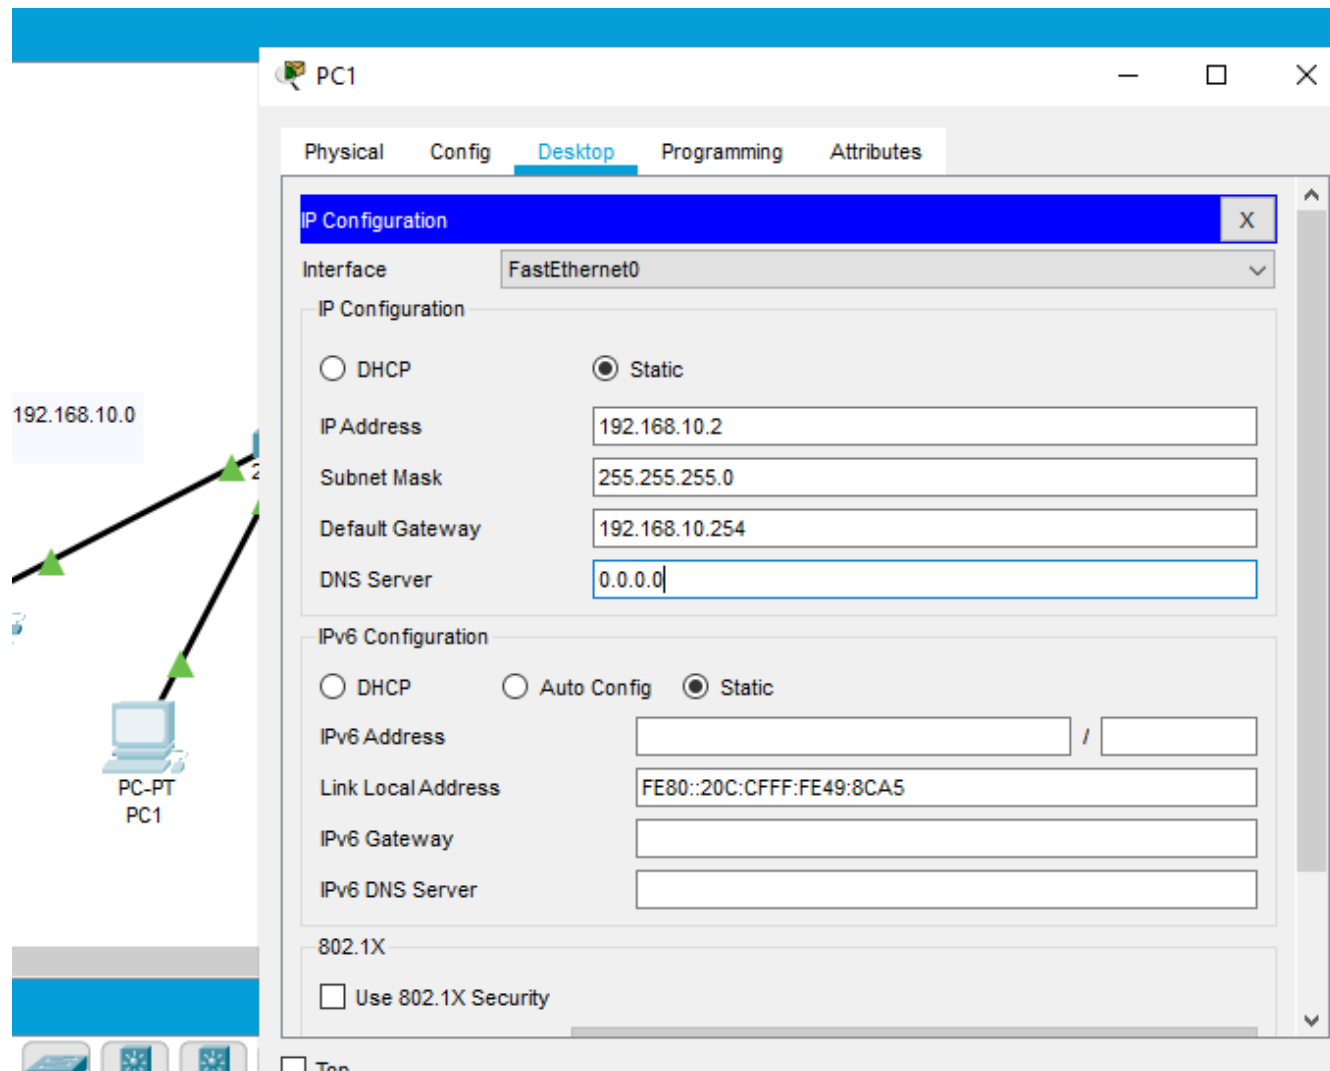 PC1
Physical Config Desktop Programming Attributes
IP Configuration X
Interface FastEthernet0
IP Configuration
DHCP Static
192.168.10.0
IP Address 192.168.10.2
Subnet Mask 255.255.255.0
Default Gateway 192.168.10.254
DNS Server 0.0.0.0
IPv6 Configuration
DHCP Auto Config Static
IPv6 Address /
Link Local Address FE80::20C:CFFF:FE49:8CA5
IPv6 Gateway
IPv6 DNS Server
PC-PT
PC1
802.1X
Use 802.1X Security
Top